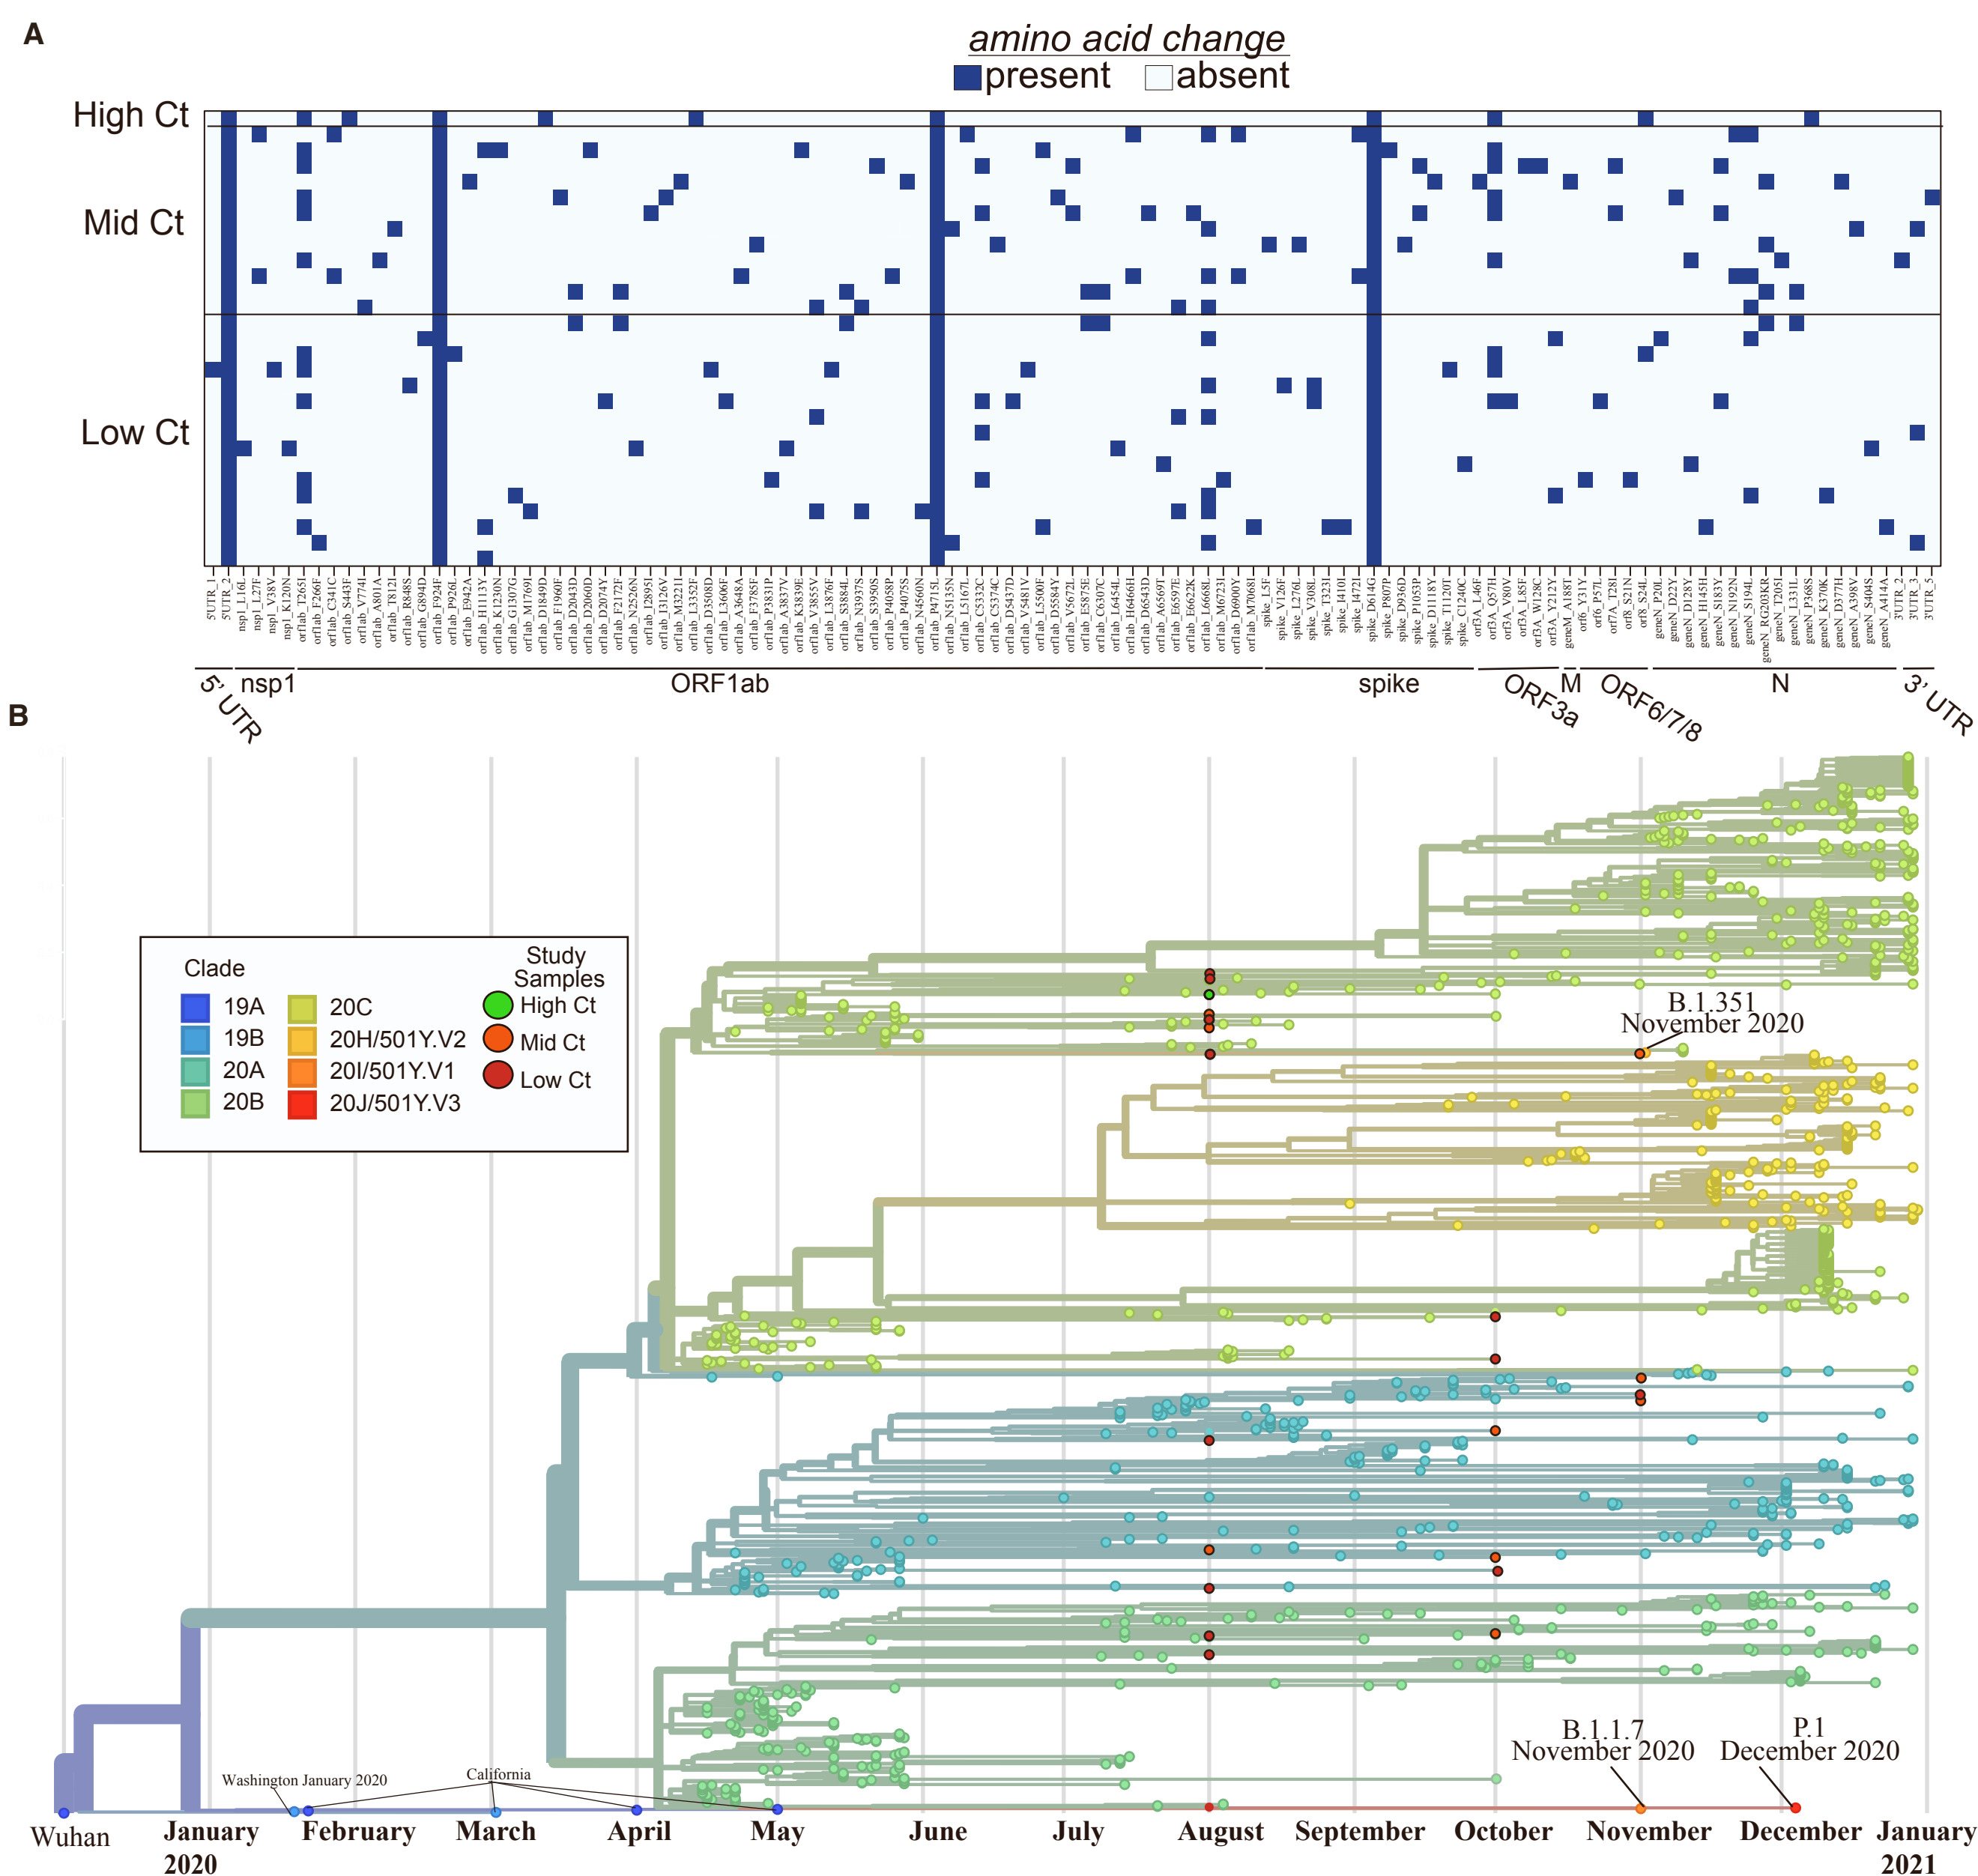 A
amino acid change
present absent
High Ct
Mid Ct
Low Ct
5UTR_1
5UTR_2
nsp1_L16L
nsp1_L27F
nsp1_V38V
nsp1_K120N
orf1ab_T265I
orf1ab_F266F
orf1ab_C341C
orf1ab_S443F
orf1ab_V774I
orf1ab_A801A
orf1ab_T812I
orf1ab_R848S
orf1ab_G894D
orf1ab_F924F
orf1ab_P926L
orf1ab_E942A
orf1ab_H1113Y
orf1ab_K1230N
orf1ab_G1307G
orf1ab_M1769I
orf1ab_D1849D
orf1ab_F1960F
orf1ab_D2043D
orf1ab_D2060D
orf1ab_D2074Y
orf1ab_F2172F
orf1ab_N2526N
orf1ab_I2895I
orf1ab_I3126V
orf1ab_M3221I
orf1ab_L3352F
orf1ab_D3508D
orf1ab_L3606F
orf1ab_A3648A
orf1ab_F3785F
orf1ab_P3831P
orf1ab_A3837V
orf1ab_K3839E
orf1ab_V3855V
orf1ab_L3876F
orf1ab_S3884L
orf1ab_N3937S
orf1ab_S3950S
orf1ab_P4058P
orf1ab_P4075S
orf1ab_N4560N
orf1ab_P4715L
orf1ab_N5135N
orf1ab_L5167L
orf1ab_C5332C
orf1ab_C5374C
orf1ab_D5437D
orf1ab_V5481V
orf1ab_L5500F
orf1ab_D5584Y
orf1ab_V5672L
orf1ab_E5875E
orf1ab_C6307C
orf1ab_L6454L
orf1ab_H6466H
orf1ab_D6543D
orf1ab_A6569T
orf1ab_E6597E
orf1ab_E6622K
orf1ab_L6668L
orf1ab_M6723I
orf1ab_D6900Y
orf1ab_M7068I
spike_L5F
spike_V126F
spike_L276L
spike_V308L
spike_T323I
spike_I410I
spike_I472I
spike_D614G
spike_P807P
spike_D936D
spike_P1053P
spike_D1118Y
spike_T1120T
spike_C1240C
orf3A_L46F
orf3A_Q57H
orf3A_V80V
orf3A_L85F
orf3A_W128C
orf3A_Y212Y
geneM_A188T
orf6_Y31Y
orf6_P57L
orf7A_T28I
orf8_S21N
orf8_S24L
geneN_P20L
geneN_D22Y
geneN_D128Y
geneN_H145H
geneN_S183Y
geneN_N192N
geneN_S194L
geneN_RG203KR
geneN_T205I
geneN_L331L
geneN_P368S
geneN_K370K
geneN_D377H
geneN_A398V
geneN_S404S
geneN_A414A
3'UTR_2
3'UTR_3
3'UTR_5
5' UTR
nsp1
ORF1ab
spike
ORF3a
M
ORF6/7/8
N
3' UTR
B
Clade
19A
19B
20A
20B
20C
20H/501Y.V2
20I/501Y.V1
20J/501Y.V3
Study
Samples
High Ct
Mid Ct
Low Ct
B.1.351
November 2020
B.1.1.7
November 2020
P.1
December 2020
Washington January 2020
California
Wuhan
January
2020
February
March
April
May
June
July
August
September
October
November
December
January
2021